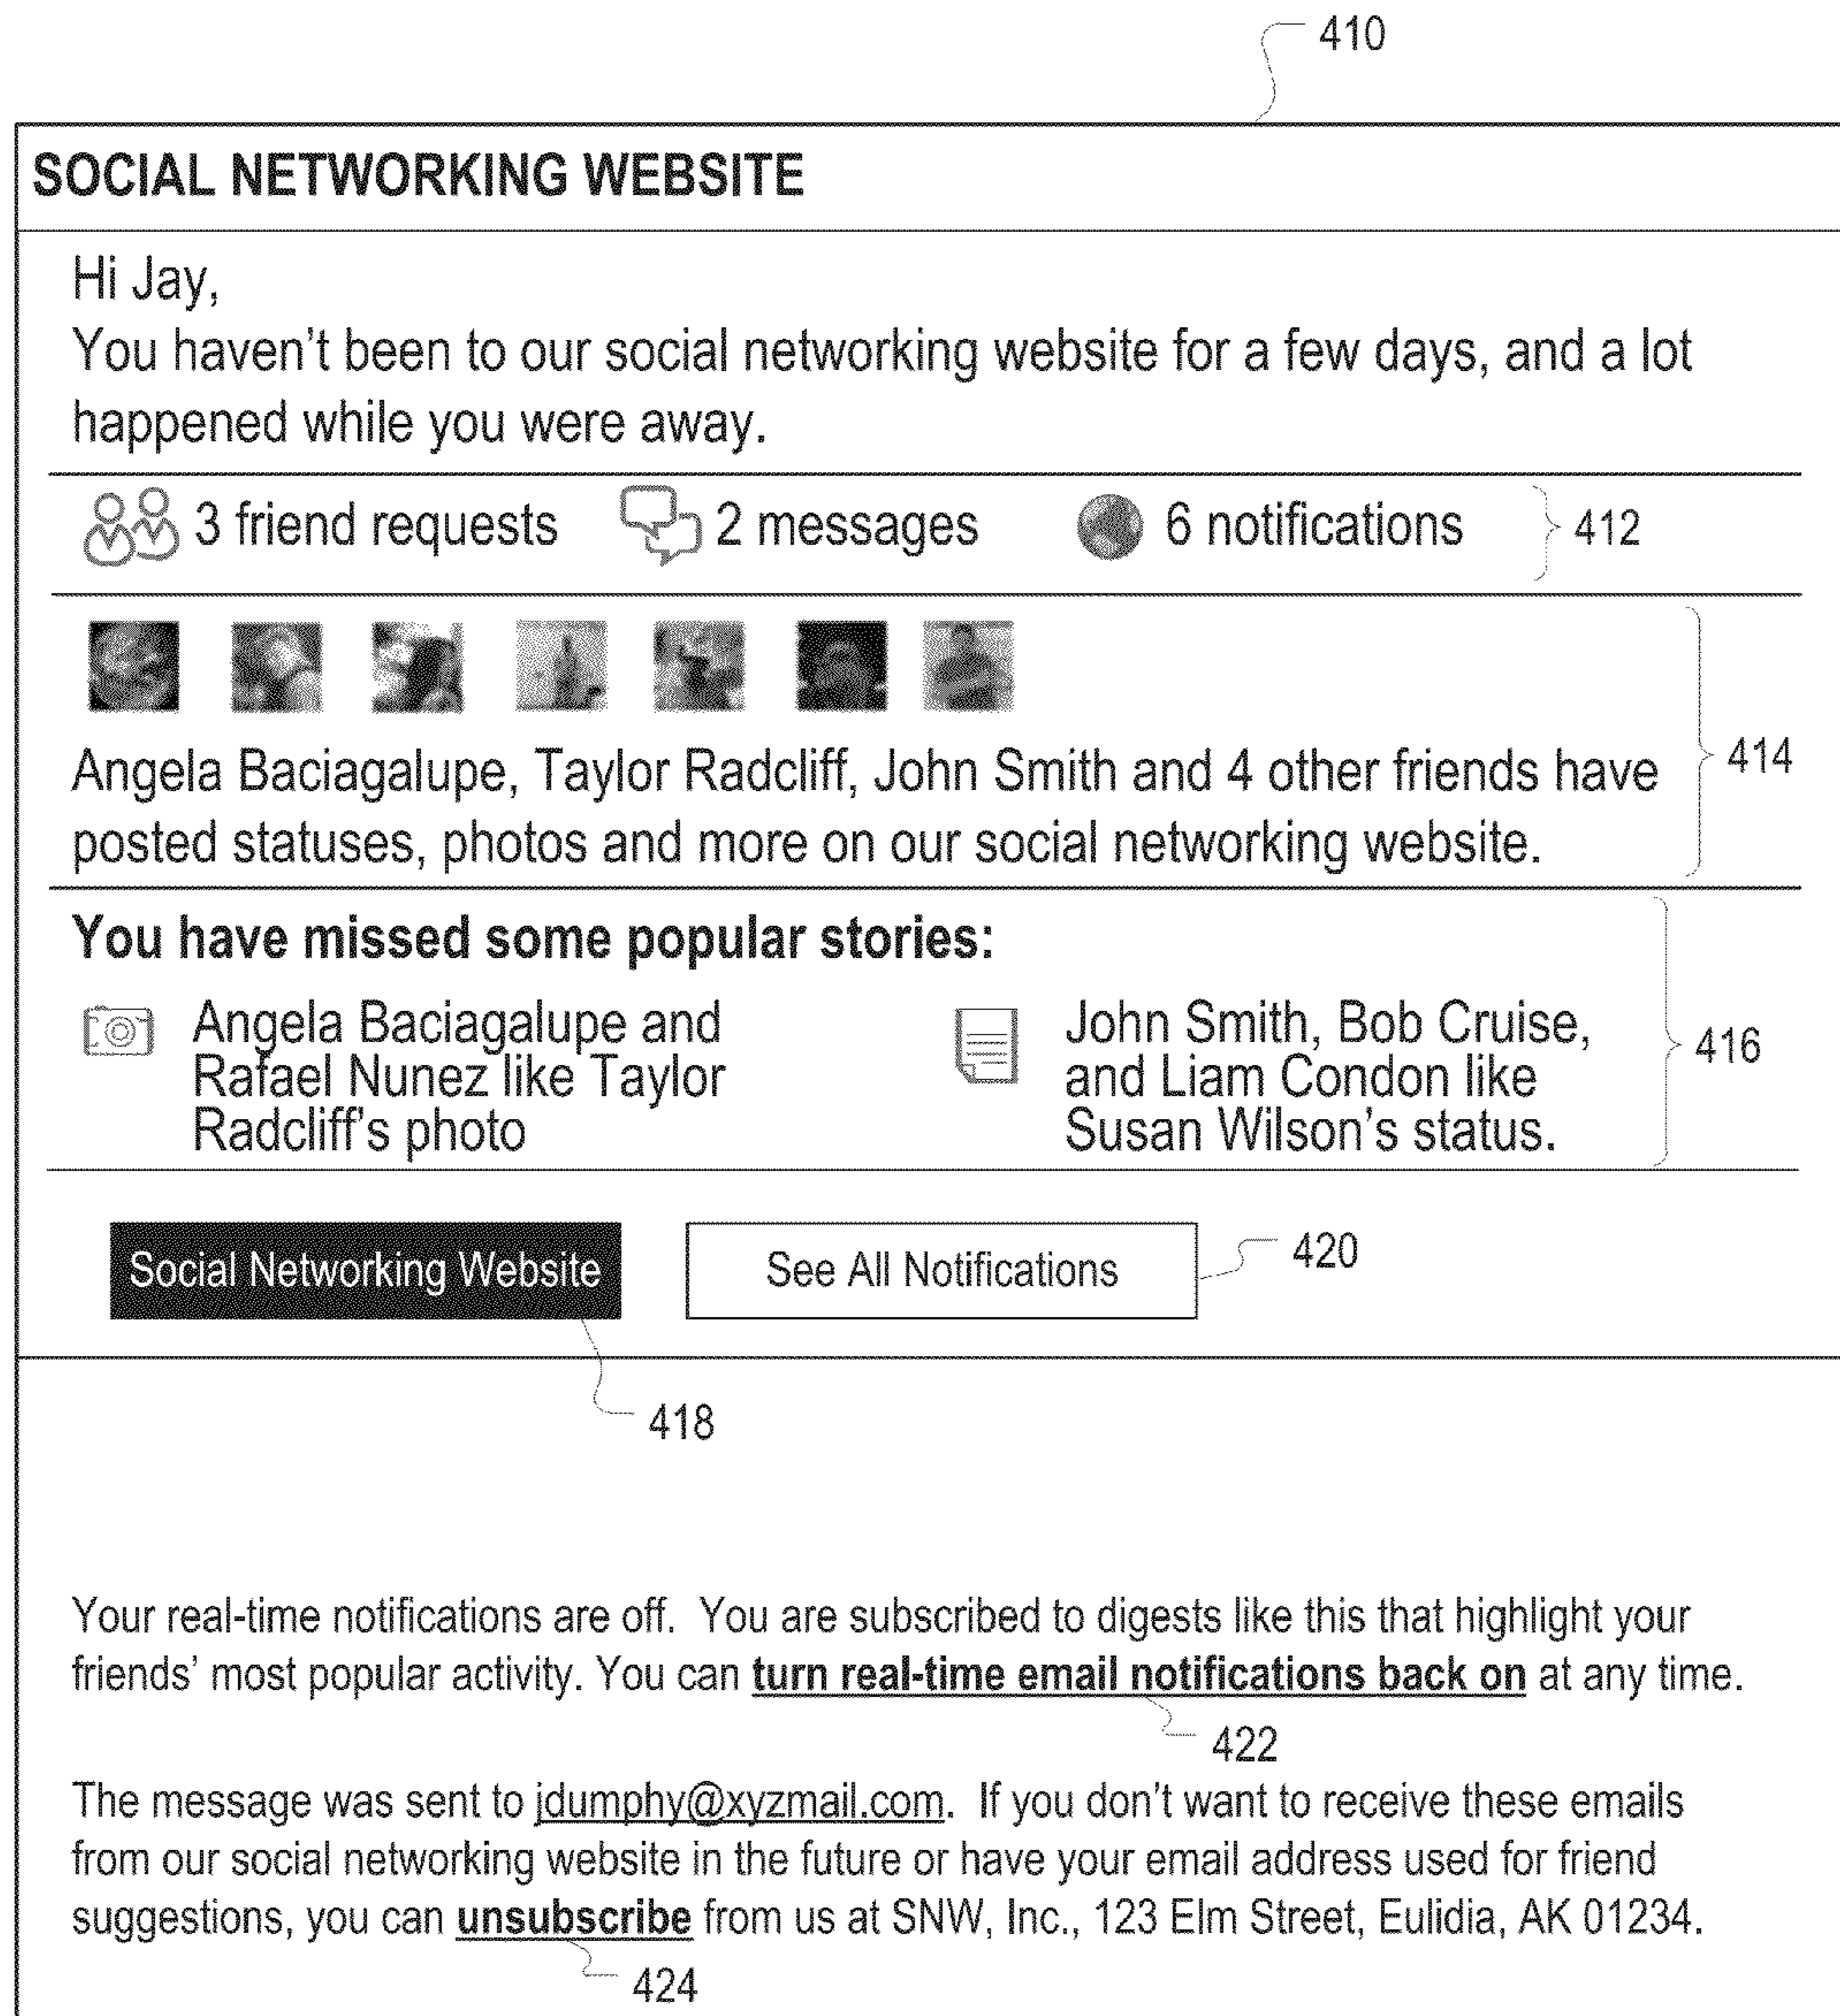 410
SOCIAL NETWORKING WEBSITE
Hi Jay,
You haven't been to our social networking website for a few days, and a lot
happened while you were away.
3 friend requests 2 messages 6 notifications 412
Angela Baciagalupe, Taylor Radcliff, John Smith and 4 other friends have
posted statuses, photos and more on our social networking website.
414
You have missed some popular stories:
Angela Baciagalupe and
Rafael Nunez like Taylor
Radcliff's photo
John Smith, Bob Cruise,
and Liam Condon like
Susan Wilson's status.
416
Social Networking Website
See All Notifications
420
418
Your real-time notifications are off. You are subscribed to digests like this that highlight your
friends' most popular activity. You can turn real-time email notifications back on at any time.
422
The message was sent to jdumphy@xyzmail.com. If you don't want to receive these emails
from our social networking website in the future or have your email address used for friend
suggestions, you can unsubscribe from us at SNW, Inc., 123 Elm Street, Eulidia, AK 01234.
424